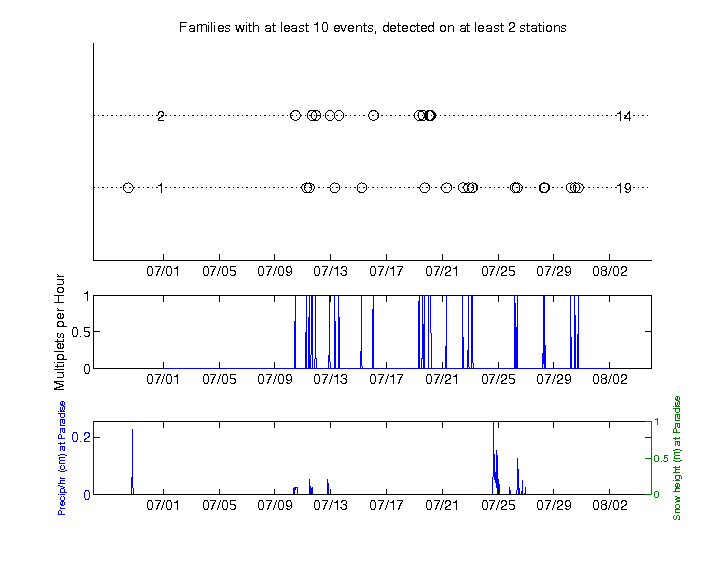 Families with at least 10 events, detected on at least 2 stations
2 14
1 19
07/01 07/05 07/09 07/13 07/17 07/21 07/25 07/29 08/02
Multiplets per Hour
1
0.5
0
07/01 07/05 07/09 07/13 07/17 07/21 07/25 07/29 08/02
Precip/hr (cm) at Paradise
0.2
0
1
0.5
0
Snow height (m) at Paradise
07/01 07/05 07/09 07/13 07/17 07/21 07/25 07/29 08/02